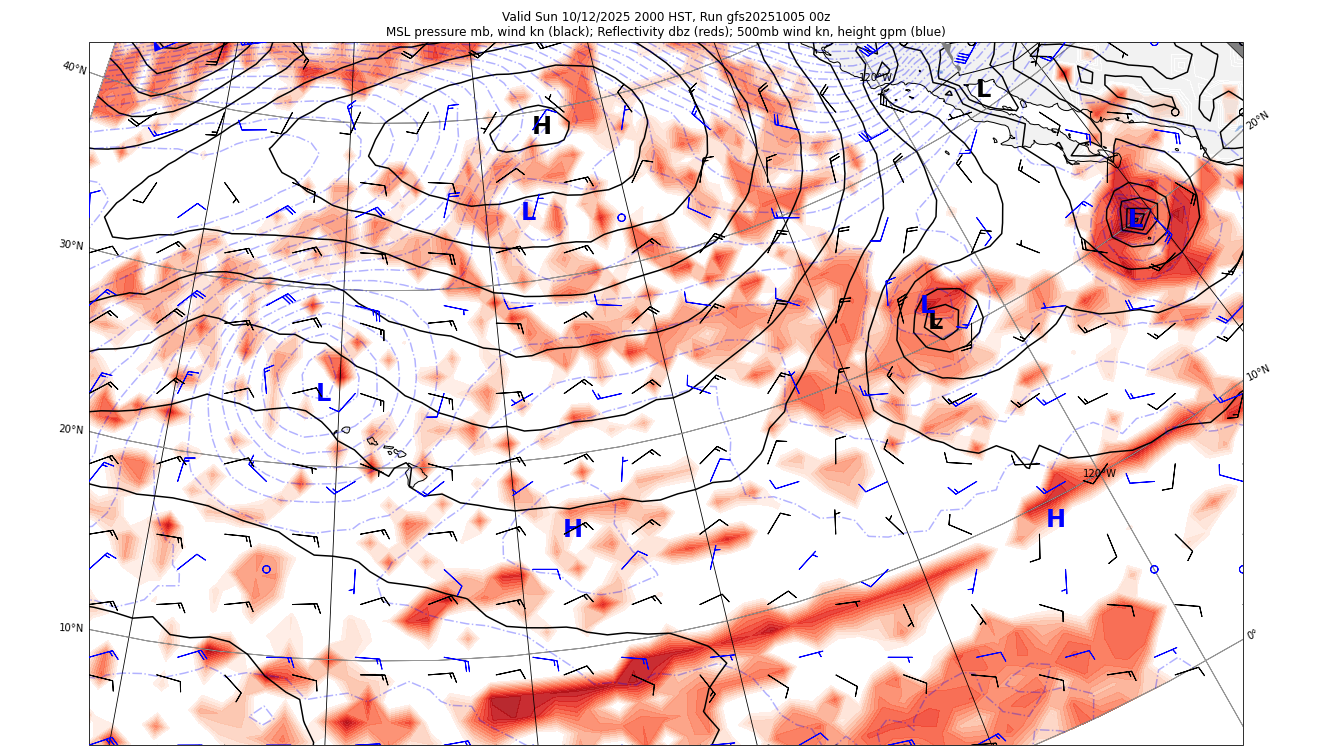 Valid Sun 10/12/2025 2000 HST, Run gfs20251005 00z
MSL pressure mb, wind kn (black); Reflectivity dbz (reds); 500mb wind kn, height gpm (blue)
40°N
120°W
L
20°N
H
L
L
30°N
L
L
10°N
L
20°N
120°W
H
H
10°N
0°